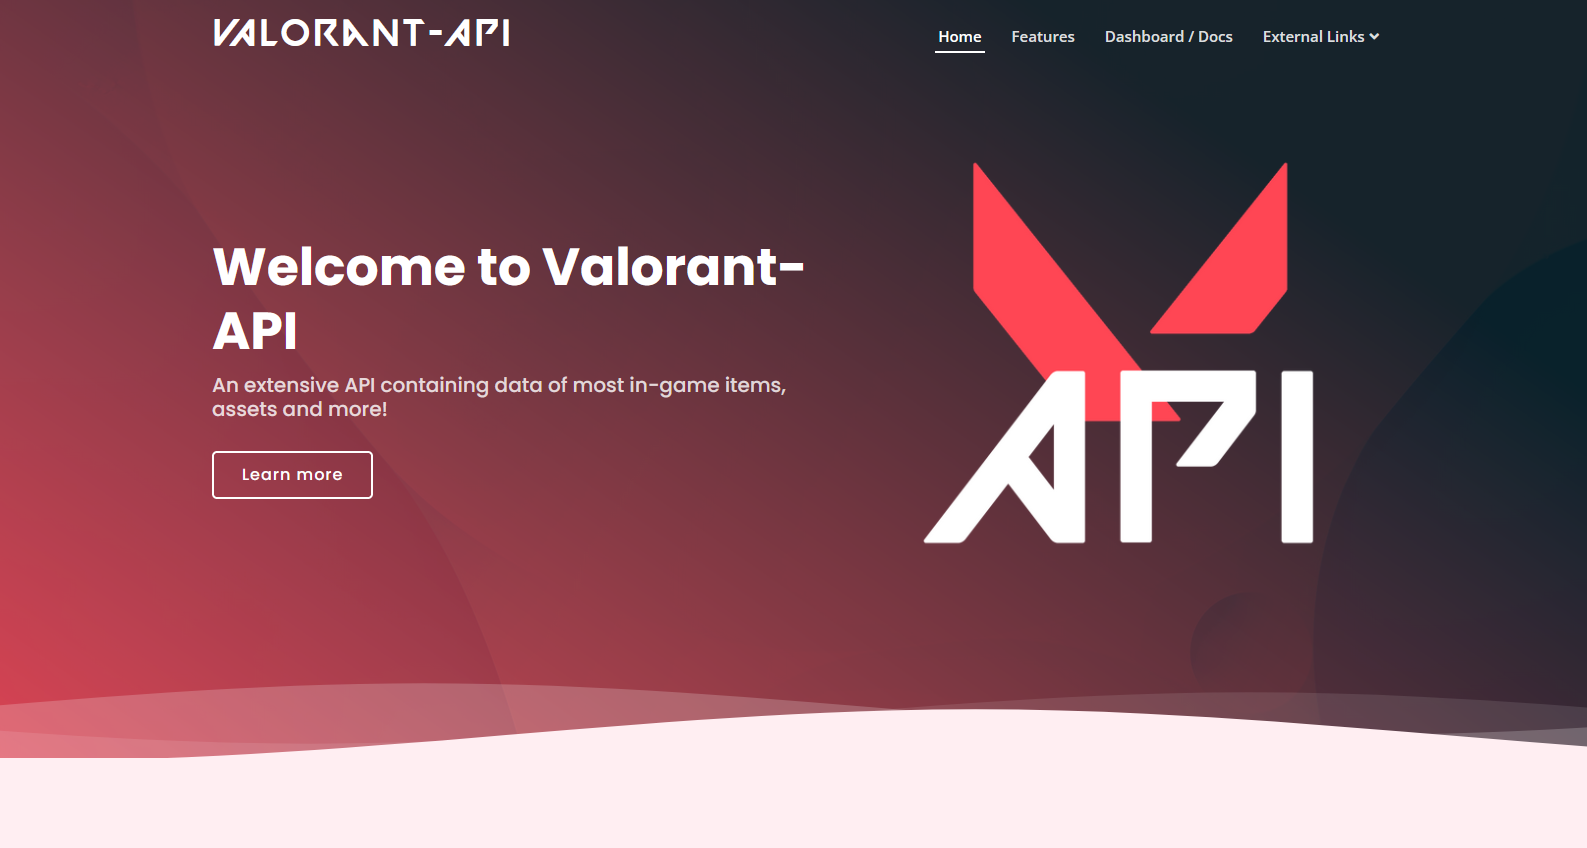 VALORANT-API
Home Features Dashboard / Docs External Links
Welcome to Valorant-
API
An extensive API containing data of most in-game items,
assets and more!
Learn more
API